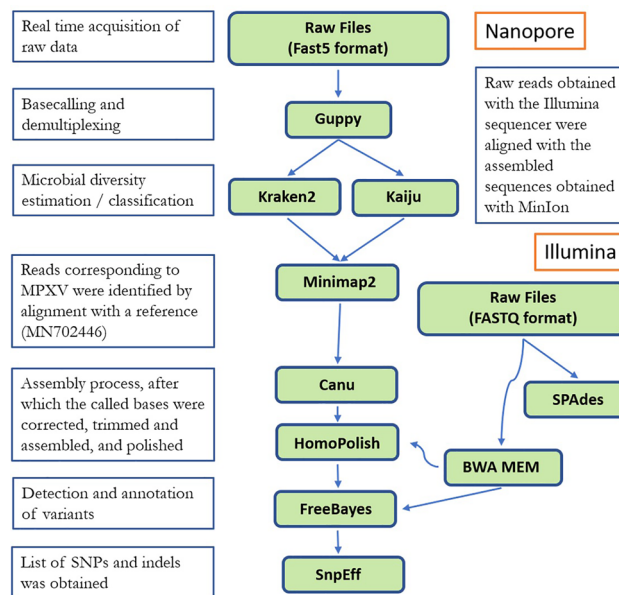 Real time acquisition of
raw data
Raw Files
(Fast5 format)
Nanopore
Basecalling and
demultiplexing
Guppy
Raw reads obtained
with the Illumina
sequencer were
aligned with the
assembled
sequences obtained
with MinIon
Microbial diversity
estimation / classification
Kraken2
Kaiju
Illumina
Reads corresponding to
MPXV were identified by
alignment with a reference
(MN702446)
Minimap2
Raw Files
(FASTQ format)
Assembly process, after
which the called bases were
corrected, trimmed and
assembled, and polished
Canu
SPAdes
HomoPolish
BWA MEM
Detection and annotation
of variants
FreeBayes
List of SNPs and indels
was obtained
SnpEff